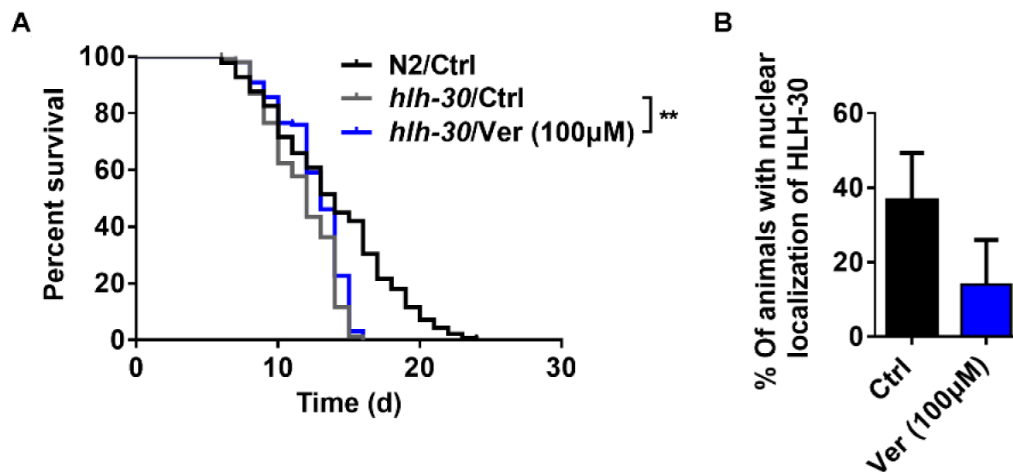 A
B
N2/Ctrl
hlh-30/Ctrl
hlh-30/Ver (100μM)
**
Percent survival
100
80
60
40
20
0
0
10
20
30
Time (d)
% Of animals with nuclear
localization of HLH-30
60
40
20
0
Ctrl
Ver (100μM)